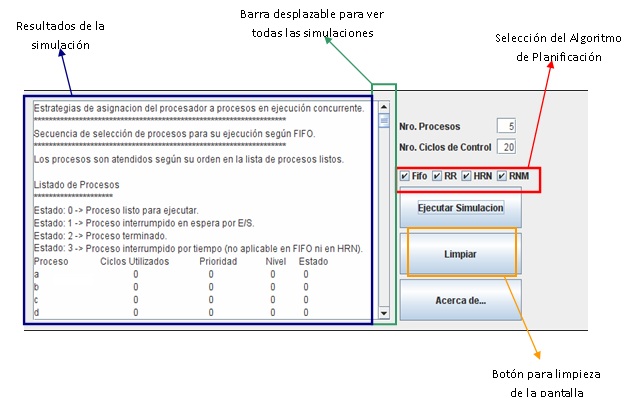 Resultados de la
simulación
Barra desplazable para ver
todas las simulaciones
Selección del Algoritmo
de Planificación
Estrategias de asignacion del procesador a procesos en ejecución concurrente.
******************************************************************
Secuencia de selección de procesos para su ejecución según FIFO.
******************************************************************
Los procesos son atendidos según su orden en la lista de procesos listos.
Listado de Procesos
*********************
Estado: 0 -> Proceso listo para ejecutar.
Estado: 1 -> Proceso interrumpido en espera por E/S.
Estado: 2 -> Proceso terminado.
Estado: 3 -> Proceso interrumpido por tiempo (no aplicable en FIFO ni en HRN).
Proceso Ciclos Utilizados Prioridad Nivel Estado
a 0 0 0 0
b 0 0 0 0
c 0 0 0 0
d 0 0 0 0
Nro. Procesos 5
Nro. Ciclos de Control 20
Fifo RR HRN RNM
Ejecutar Simulacion
Limpiar
Acerca de...
Botón para limpieza
de la pantalla